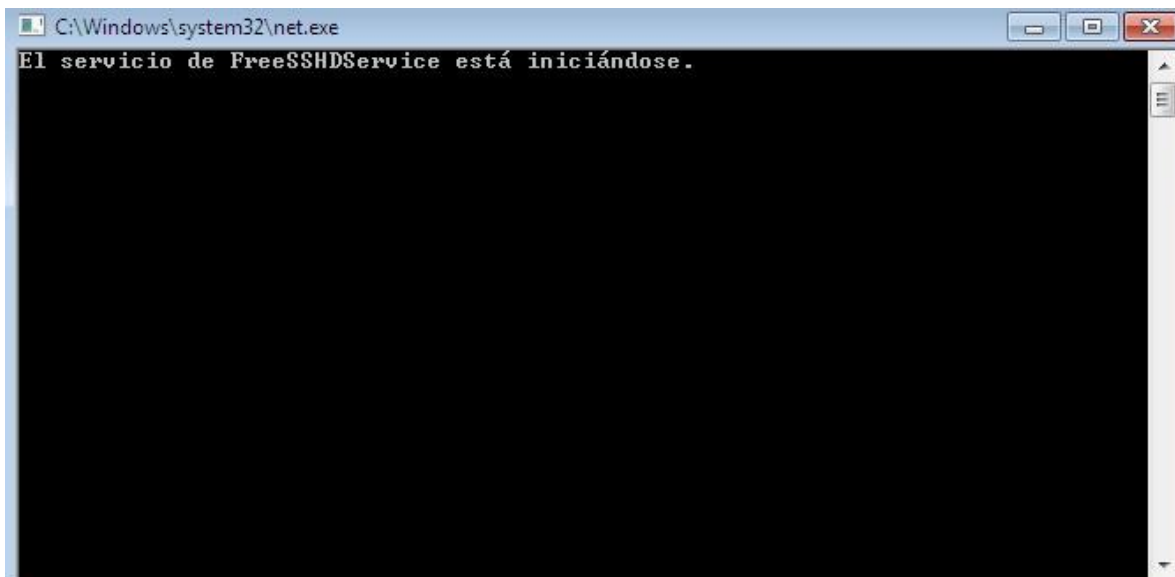 C:\Windows\system32\net.exe
El servicio de FreeSSHDService está iniciándose.